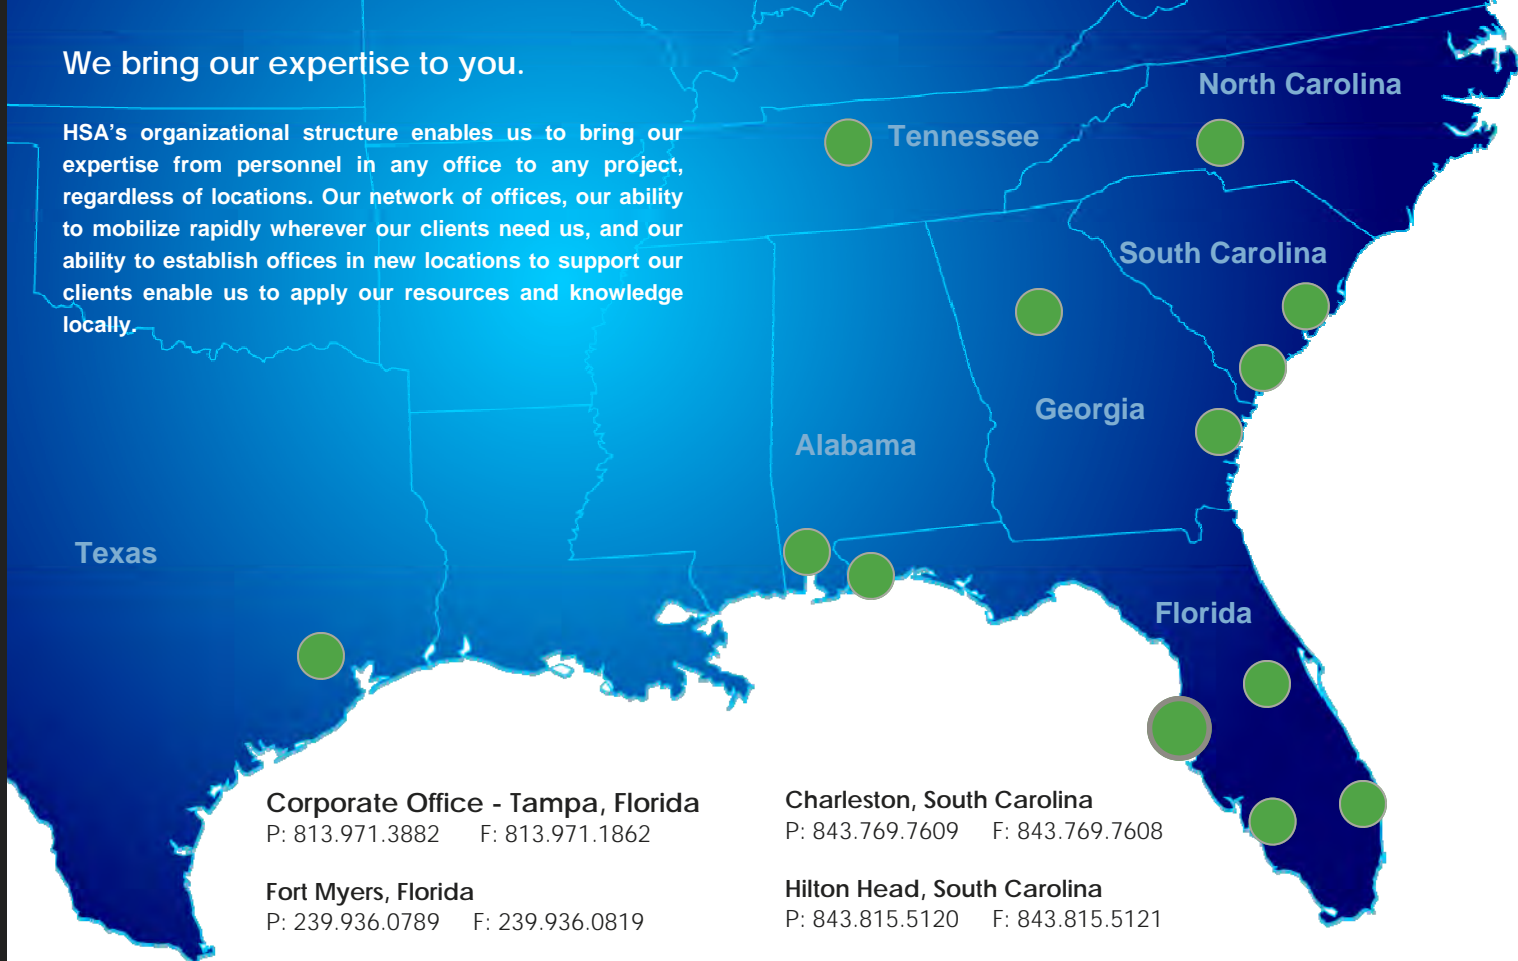 We bring our expertise to you.
HSA's organizational structure enables us to bring our
expertise from personnel in any office to any project,
regardless of locations. Our network of offices, our ability
to mobilize rapidly wherever our clients need us, and our
ability to establish offices in new locations to support our
clients enable us to apply our resources and knowledge
locally.
North Carolina
Tennessee
South Carolina
Georgia
Alabama
Texas
Florida
Corporate Office - Tampa, Florida
P: 813.971.3882 F: 813.971.1862
Fort Myers, Florida
P: 239.936.0789 F: 239.936.0819
Charleston, South Carolina
P: 843.769.7609 F: 843.769.7608
Hilton Head, South Carolina
P: 843.815.5120 F: 843.815.5121